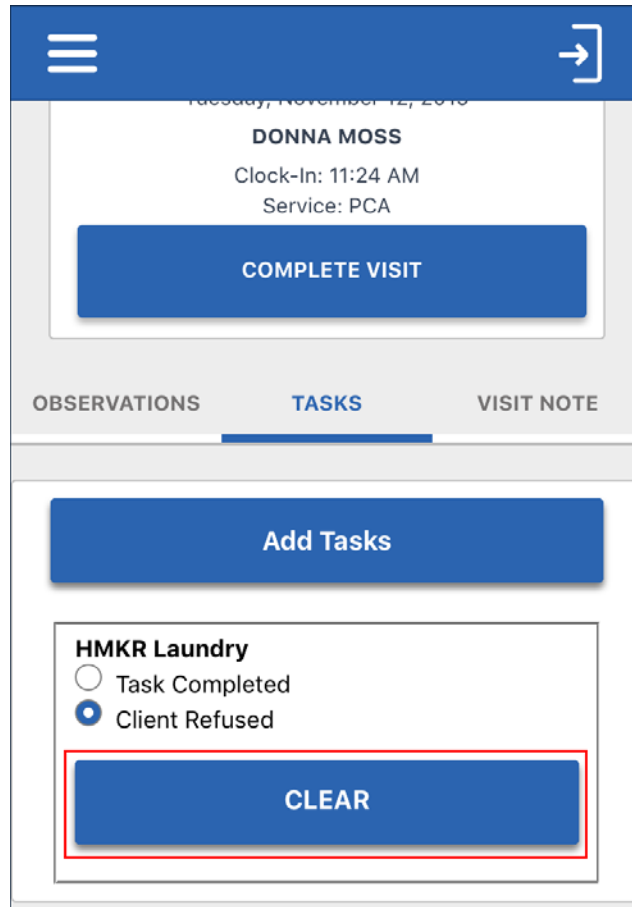 DONNA MOSS
Clock-In: 11:24 AM
Service: PCA
COMPLETE VISIT
OBSERVATIONS TASKS VISIT NOTE
Add Tasks
HMKR Laundry
Task Completed
Client Refused
CLEAR